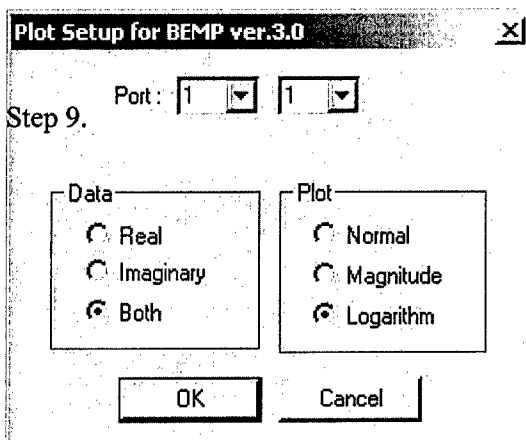 Plot Setup for BEMP ver.3.0
Port : 1 1
Step 9.
Data Plot
Real Normal
Imaginary Magnitude
Both Logarithm
OK Cancel